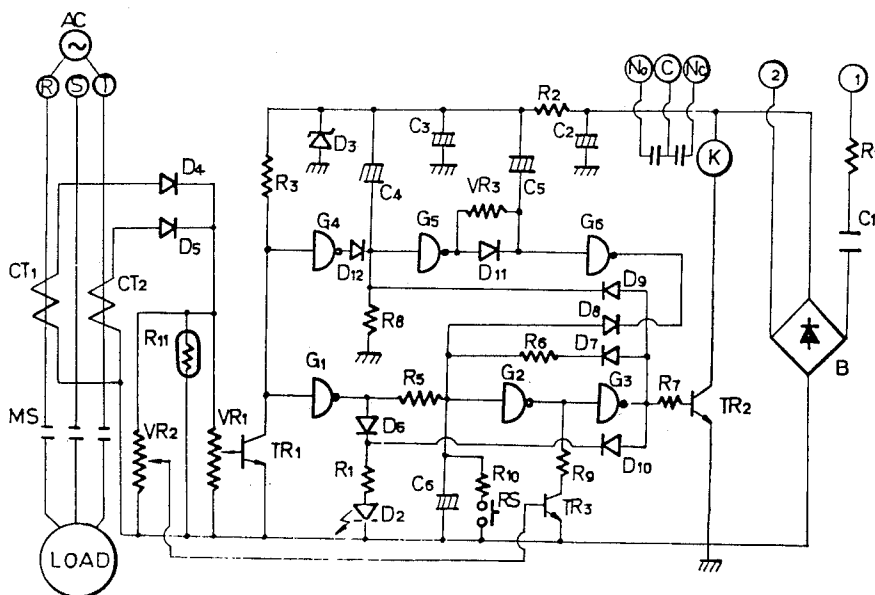 AC
R S T
No C Nc 2 1
R2
C3 C2
D3
R
D4
K
R3
C4 VR3 C5
C1
G4 G5 G6
D5
D12 D11
CT1 CT2
D9
D8
R8
R11
R6 D7
B
G1 R5 G2 G3 R7
TR2
MS
D6
VR2 VR1 TR1
D10
R1
R10 R9
C6 RS
D2 TR3
LOAD